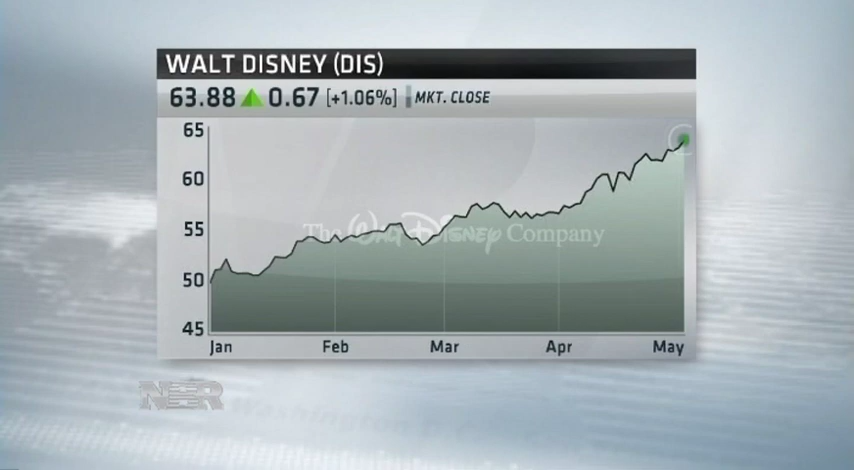 WALT DISNEY (DIS)
63.88 ▲ 0.67 [+1.06%] MKT. CLOSE
65
60
55
The Walt Disney Company
50
45
Jan Feb Mar Apr May
NBR